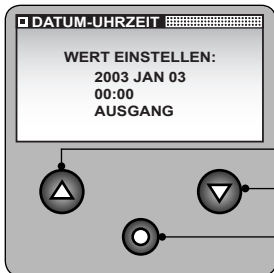 DATUM-UHRZEIT
WERT EINSTELLEN:
2003 JAN 03
00:00
AUSGANG